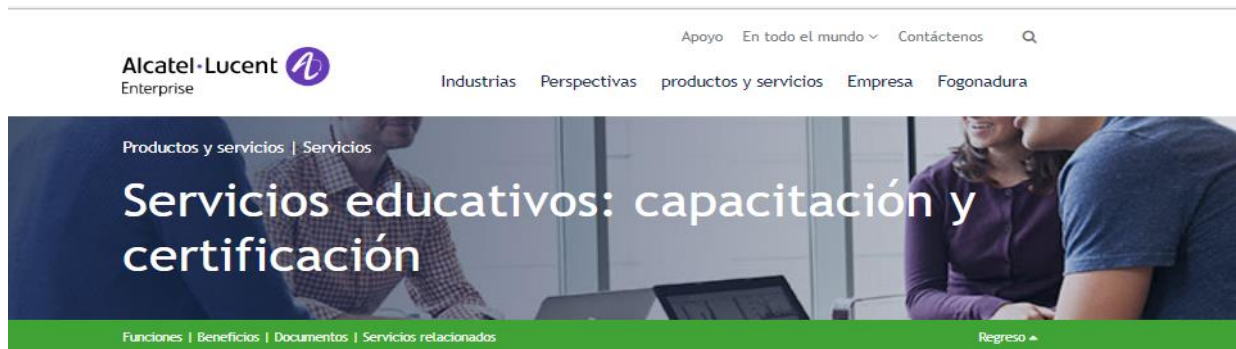 Apoyo En todo el mundo Contáctenos
Alcatel·Lucent
Enterprise
Industrias Perspectivas productos y servicios Empresa Fogonadura
Productos y servicios | Servicios
Servicios educativos: capacitación y
certificación
Funciones | Beneficios | Documentos | Servicios relacionados Regreso